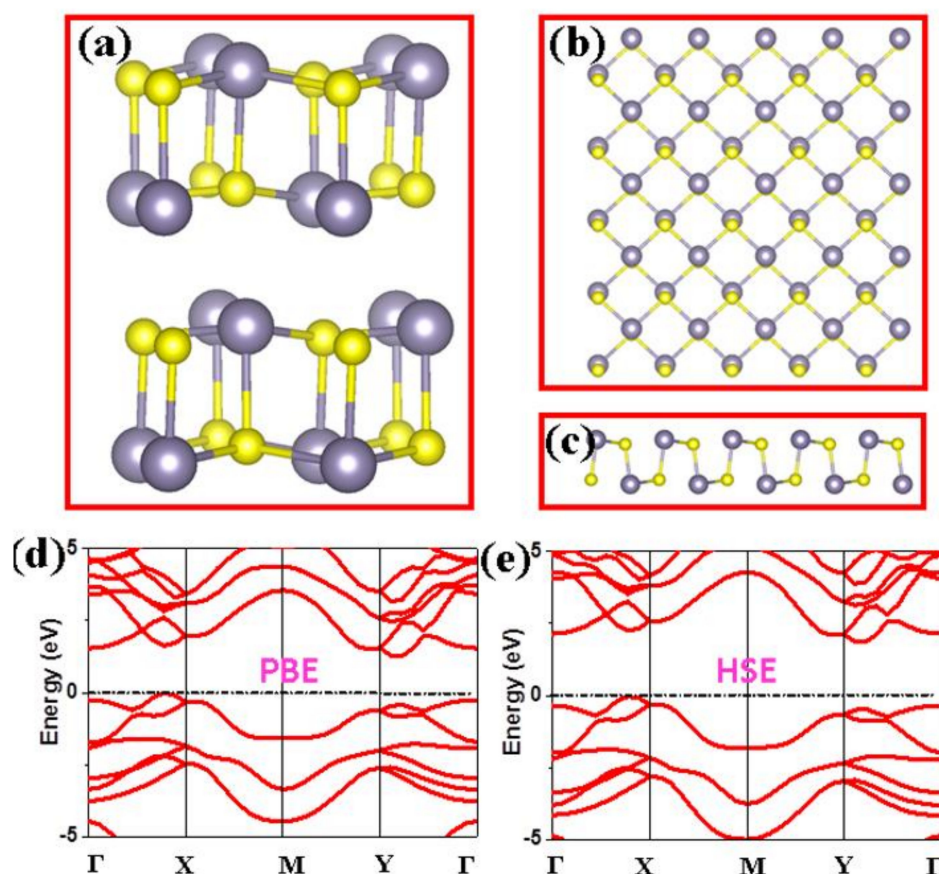 (a)
(b)
(c)
(d)
5
0
-5
Energy (eV)
PBE
Γ X M Y Γ
(e)
5
0
-5
Energy (eV)
HSE
Γ X M Y Γ